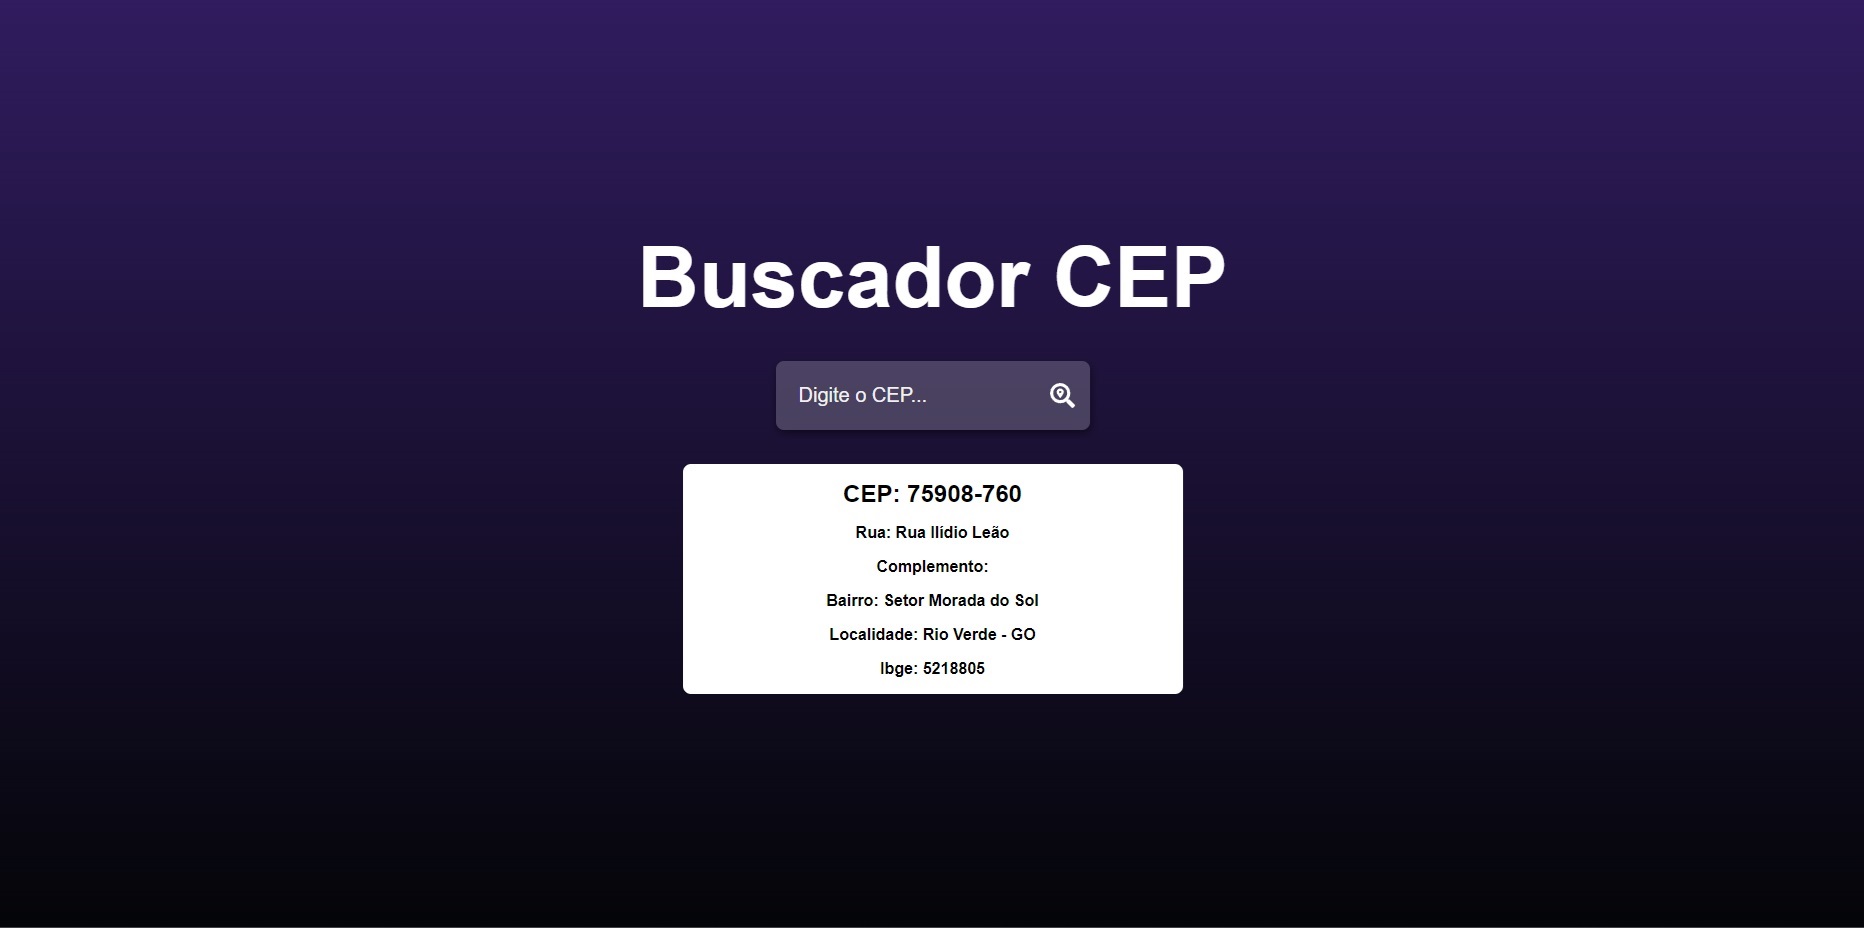 Buscador CEP
Digite o CEP...
CEP: 75908-760
Rua: Rua Ilídio Leão
Complemento:
Bairro: Setor Morada do Sol
Localidade: Rio Verde - GO
Ibge: 5218805